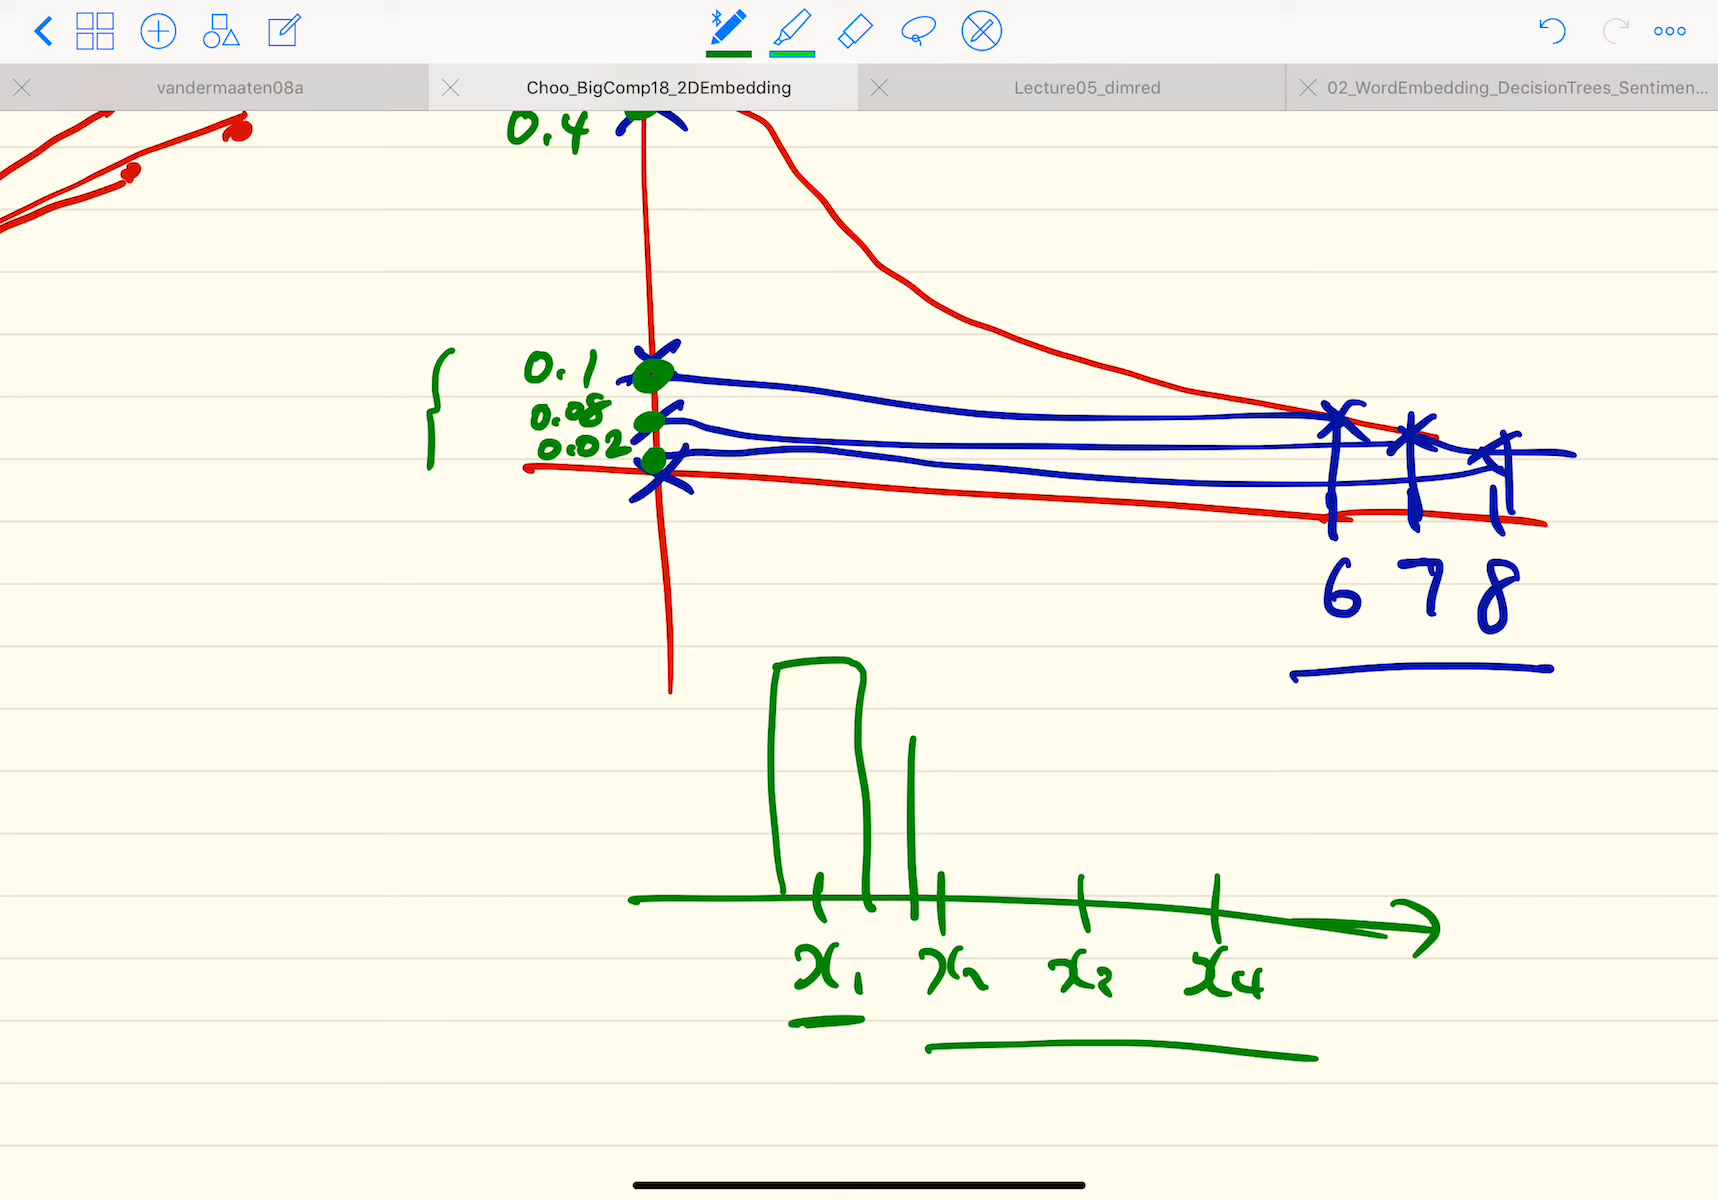 vandermaaten08a
Choo_BigComp18_2DEmbedding
Lecture05_dimred
02_WordEmbedding_DecisionTrees_Sentimen...
0.4
0.1
0.08
0.02
6 7 8
x₁ x₂ x₃ x₄